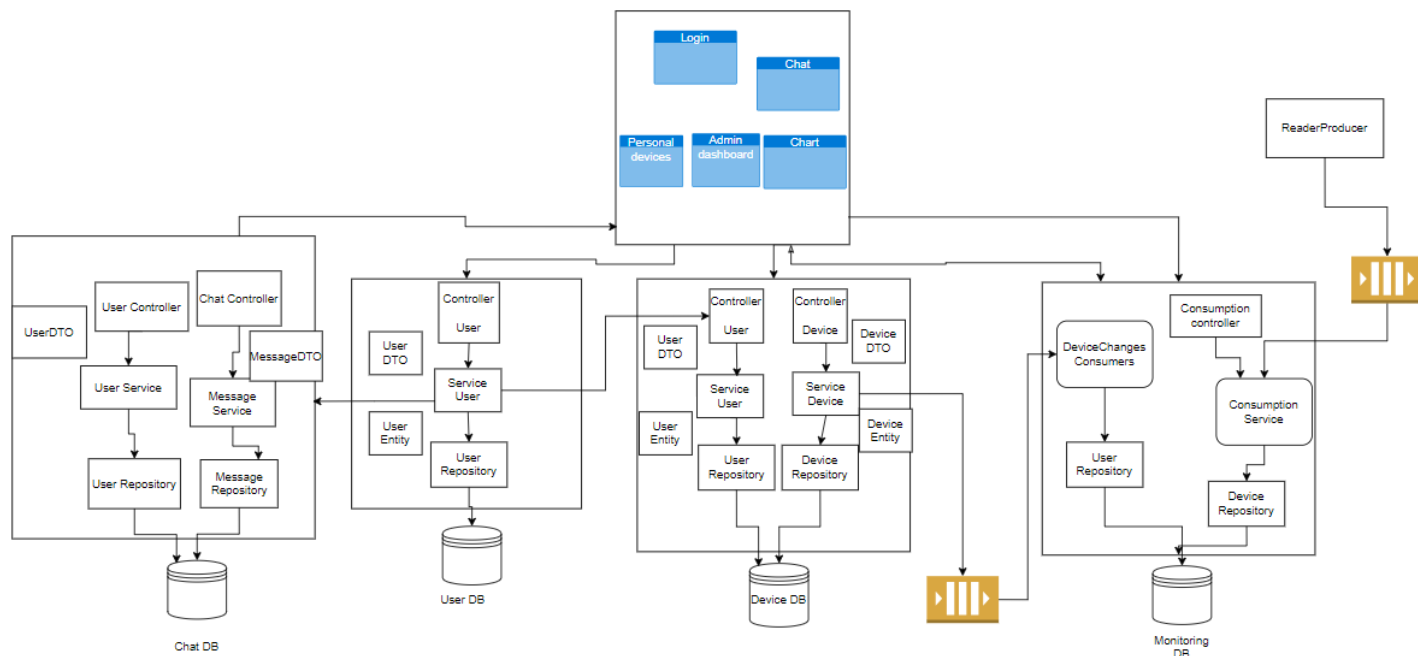 Login
Chat
Personal
devices
Admin
dashboard
Chart
ReaderProducer
UserDTO
User Controller
Chat Controller
MessageDTO
User Service
Message
Service
User Repository
Message
Repository
Chat DB
Controller
User
User
DTO
Service
User
User
Entity
User
Repository
User DB
Controller
User
Controller
Device
User
DTO
Device
DTO
Service
User
Service
Device
User
Entity
Device
Entity
User
Repository
Device
Repository
Device DB
DeviceChanges
Consumers
Consumption
controller
Consumption
Service
User
Repository
Device
Repository
Monitoring
DB